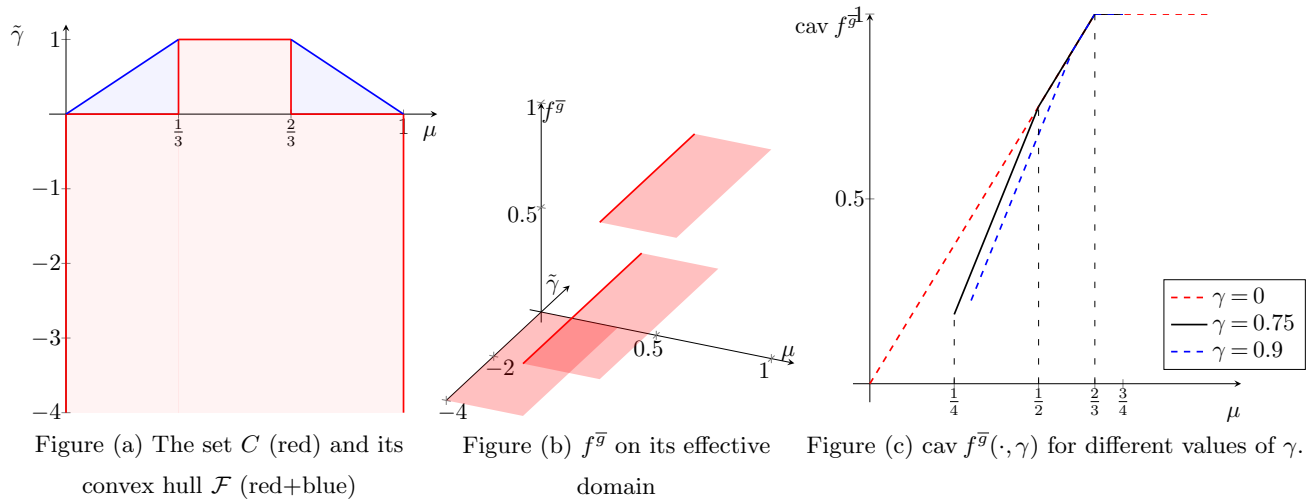 γ̃
1
1/3
2/3
1
μ
−1
−2
−3
−4
Figure (a) The set C (red) and its
convex hull ℱ (red+blue)
1
f^g̅
0.5
γ̃
−2
−4
0.5
1
μ
Figure (b) f^g̅ on its effective
domain
cav f^g̅
1
0.5
γ = 0
γ = 0.75
γ = 0.9
1/4
1/2
2/3
3/4
μ
Figure (c) cav f^g̅(·, γ) for different values of γ.